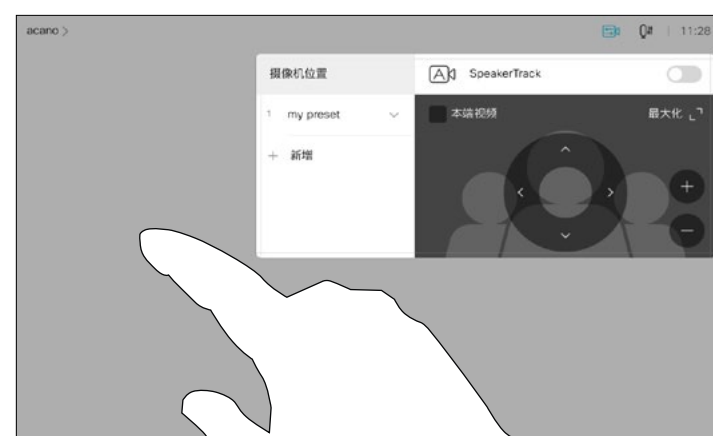 acano >
11:28
摄像机位置
A SpeakerTrack
1 my preset
本端视频
最大化
+ 新增